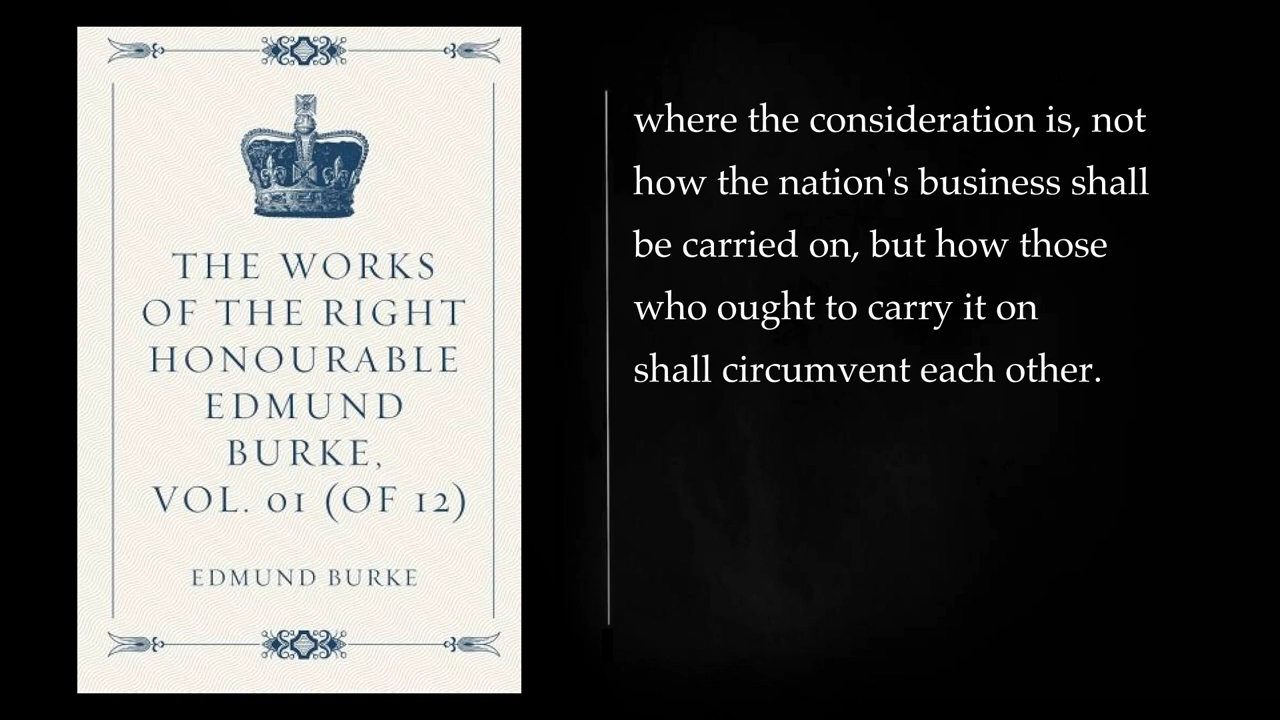 THE WORKS
OF THE RIGHT
HONOURABLE
EDMUND
BURKE,
VOL. 01 (OF 12)
EDMUND BURKE
where the consideration is, not
how the nation's business shall
be carried on, but how those
who ought to carry it on
shall circumvent each other.